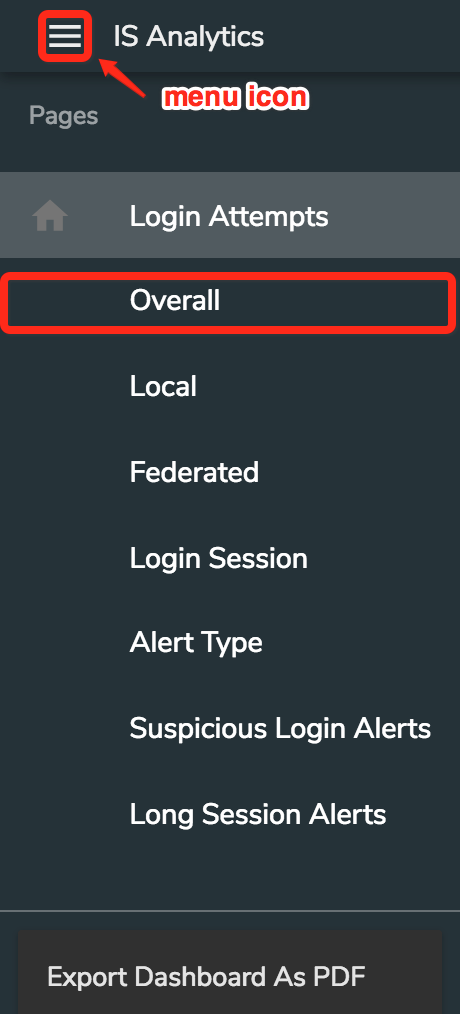 IS Analytics
menu icon
Pages
Login Attempts
Overall
Local
Federated
Login Session
Alert Type
Suspicious Login Alerts
Long Session Alerts
Export Dashboard As PDF